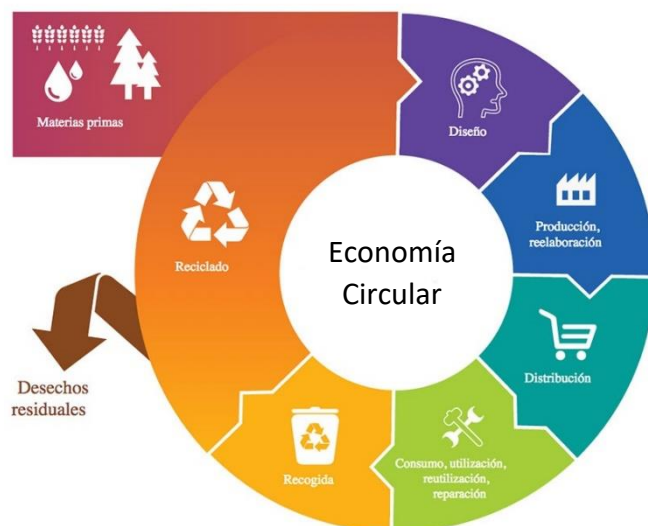 Materias primas
Diseño
Producción,
reelaboración
Distribución
Consumo, utilización,
reutilización,
reparación
Recogida
Reciclado
Desechos
residuales
Economía
Circular